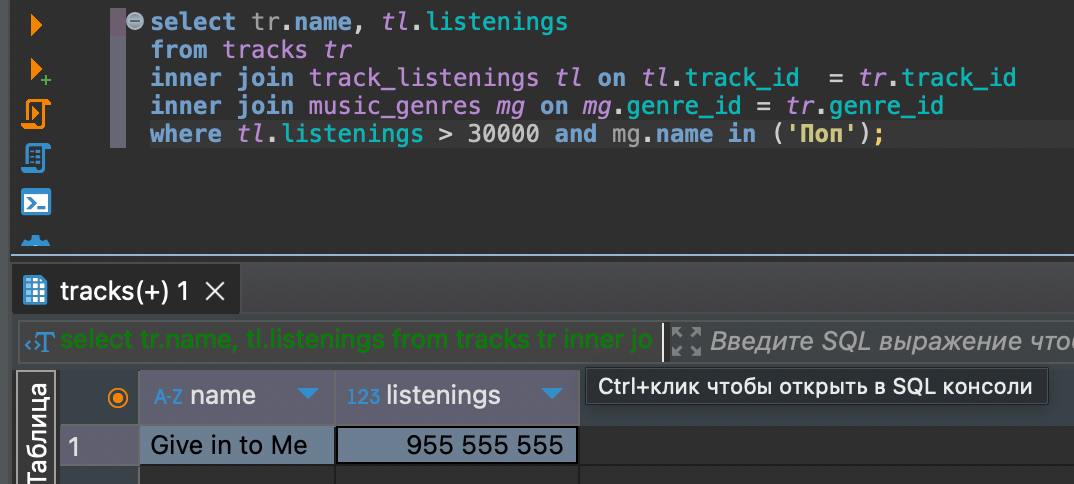 select tr.name, tl.listenings
from tracks tr
inner join track_listenings tl on tl.track_id  = tr.track_id
inner join music_genres mg on mg.genre_id = tr.genre_id
where tl.listenings > 30000 and mg.name in ('Поп');
tracks(+) 1
select tr.name, tl.listenings from tracks tr inner jo
Введите SQL выражение что
Ctrl+клик чтобы открыть в SQL консоли
Таблица
A-Z name
123 listenings
1 Give in to Me 955 555 555